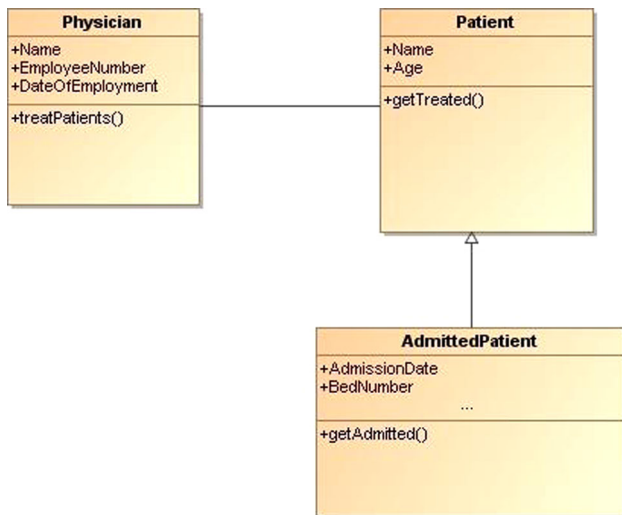 Physician
+Name
+EmployeeNumber
+DateOfEmployment
+treatPatients()
Patient
+Name
+Age
+getTreated()
AdmittedPatient
+AdmissionDate
+BedNumber
...
+getAdmitted()